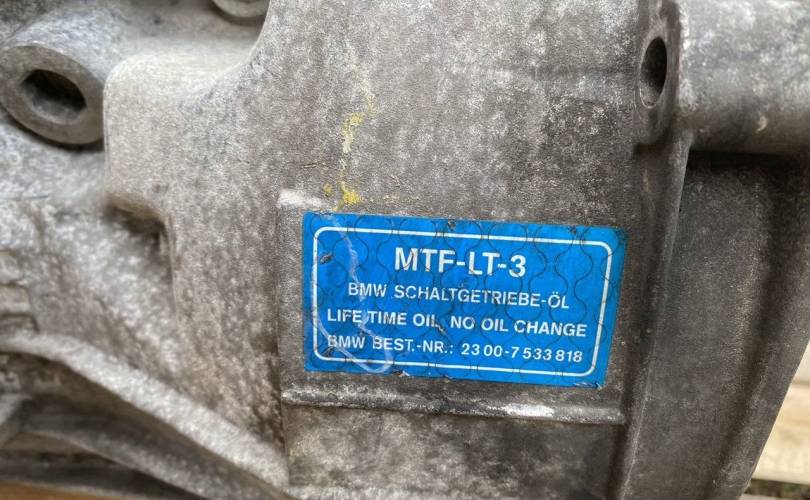 MTF-LT-3
BMW SCHALTGETRIEBE-ÖL
LIFE TIME OIL, NO OIL CHANGE
BMW BEST.-NR.: 23 00-7 533 818